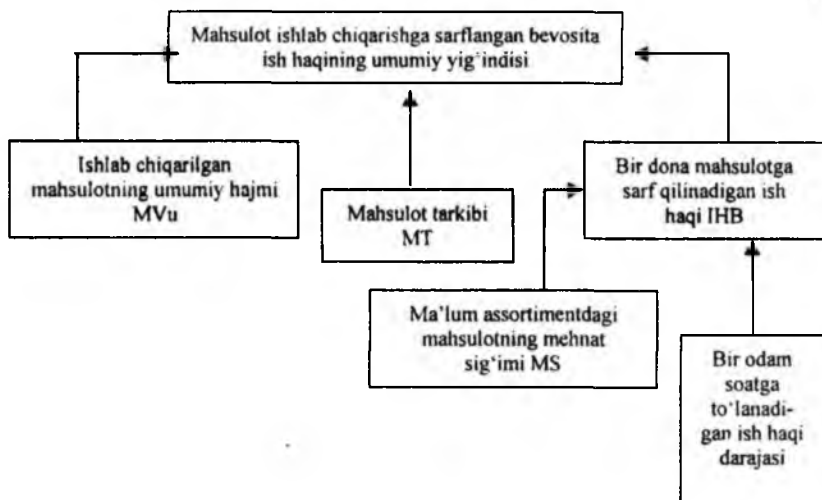 Mahsulot ishlab chiqarishga sarflangan bevosita
ish haqining umumiy yig‘indisi
Ishlab chiqarilgan
mahsulotning umumiy hajmi
MVu
Mahsulot tarkibi
MT
Bir dona mahsulotga
sarf qilinadigan ish
haqi IHB
Ma’lum assortimentdagi
mahsulotning mehnat
sig‘imi MS
Bir odam
soatga
to‘lanadi-
gan ish haqi
darajasi